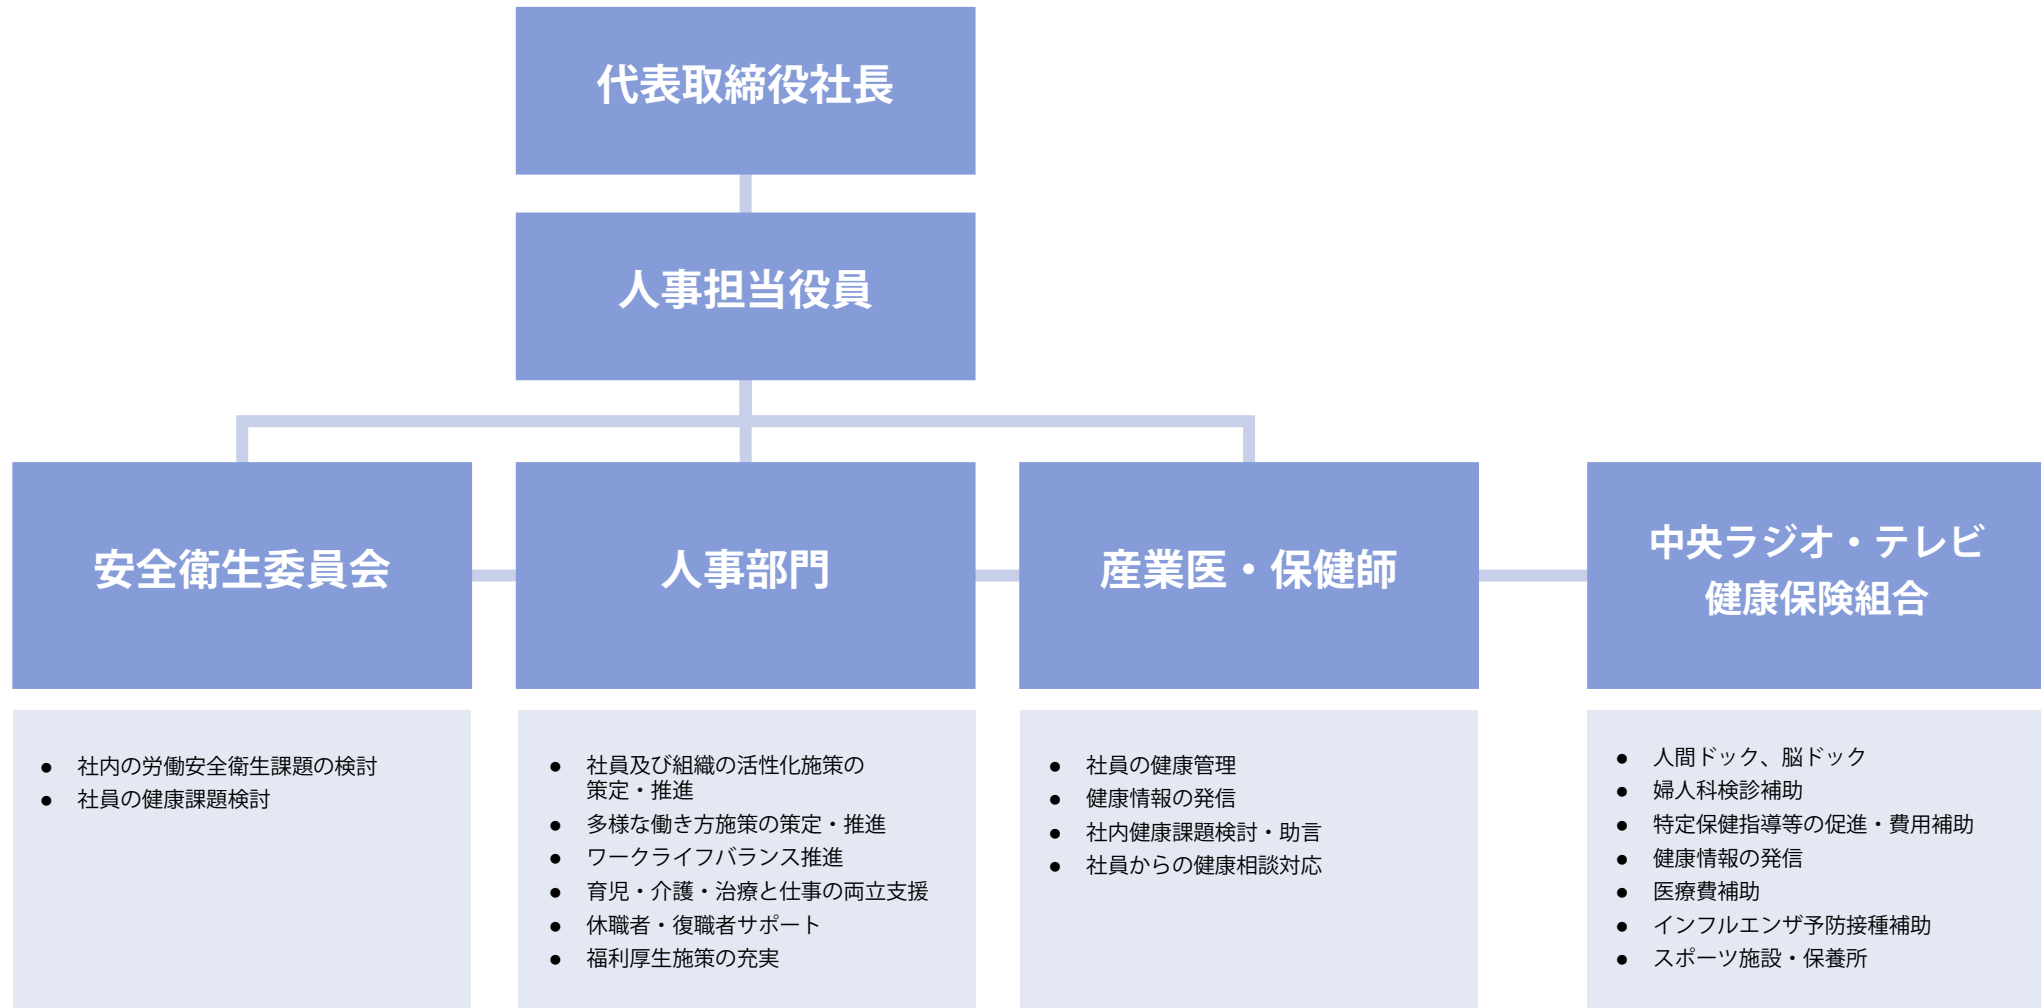 代表取締役社長
人事担当役員
安全衛生委員会
人事部門
産業医・保健師
中央ラジオ・テレビ
健康保険組合
● 社内の労働安全衛生課題の検討
● 社員の健康課題検討
● 社員及び組織の活性化施策の
策定・推進
● 多様な働き方施策の策定・推進
● ワークライフバランス推進
● 育児・介護・治療と仕事の両立支援
● 休職者・復職者サポート
● 福利厚生施策の充実
● 社員の健康管理
● 健康情報の発信
● 社内健康課題検討・助言
● 社員からの健康相談対応
● 人間ドック、脳ドック
● 婦人科検診補助
● 特定保健指導等の促進・費用補助
● 健康情報の発信
● 医療費補助
● インフルエンザ予防接種補助
● スポーツ施設・保養所